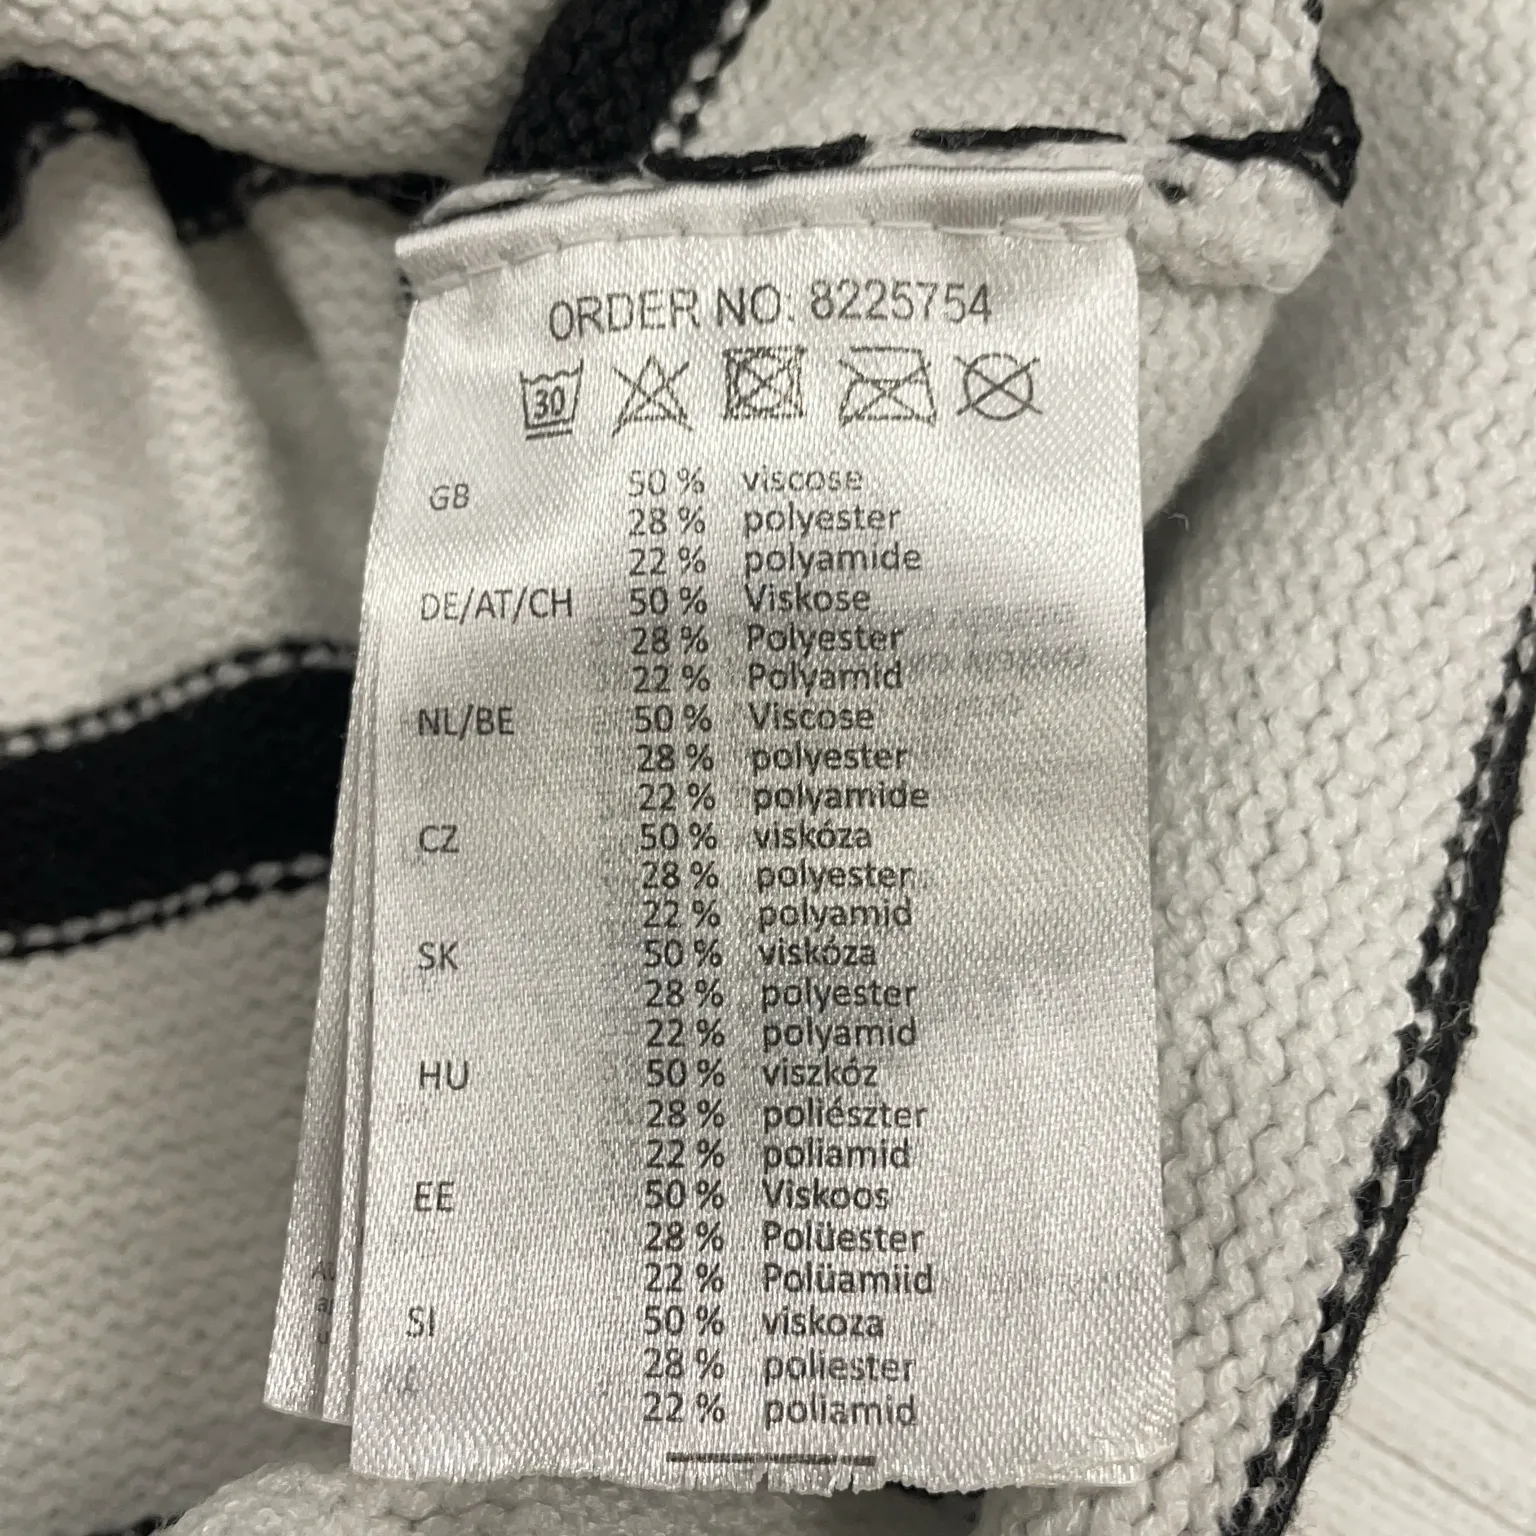 ORDER NO: 8225754
30
GB 50 % viscose
28 % polyester
22 % polyamide
DE/AT/CH 50 % Viskose
28 % Polyester
22 % Polyamid
NL/BE 50 % Viscose
28 % polyester
22 % polyamide
CZ 50 % viskóza
28 % polyester
22 % polyamid
SK 50 % viskóza
28 % polyester
22 % polyamid
HU 50 % viszkóz
28 % poliészter
22 % poliamid
EE 50 % Viskoos
28 % Polüester
22 % Polüamiid
SI 50 % viskoza
28 % poliester
22 % poliamid